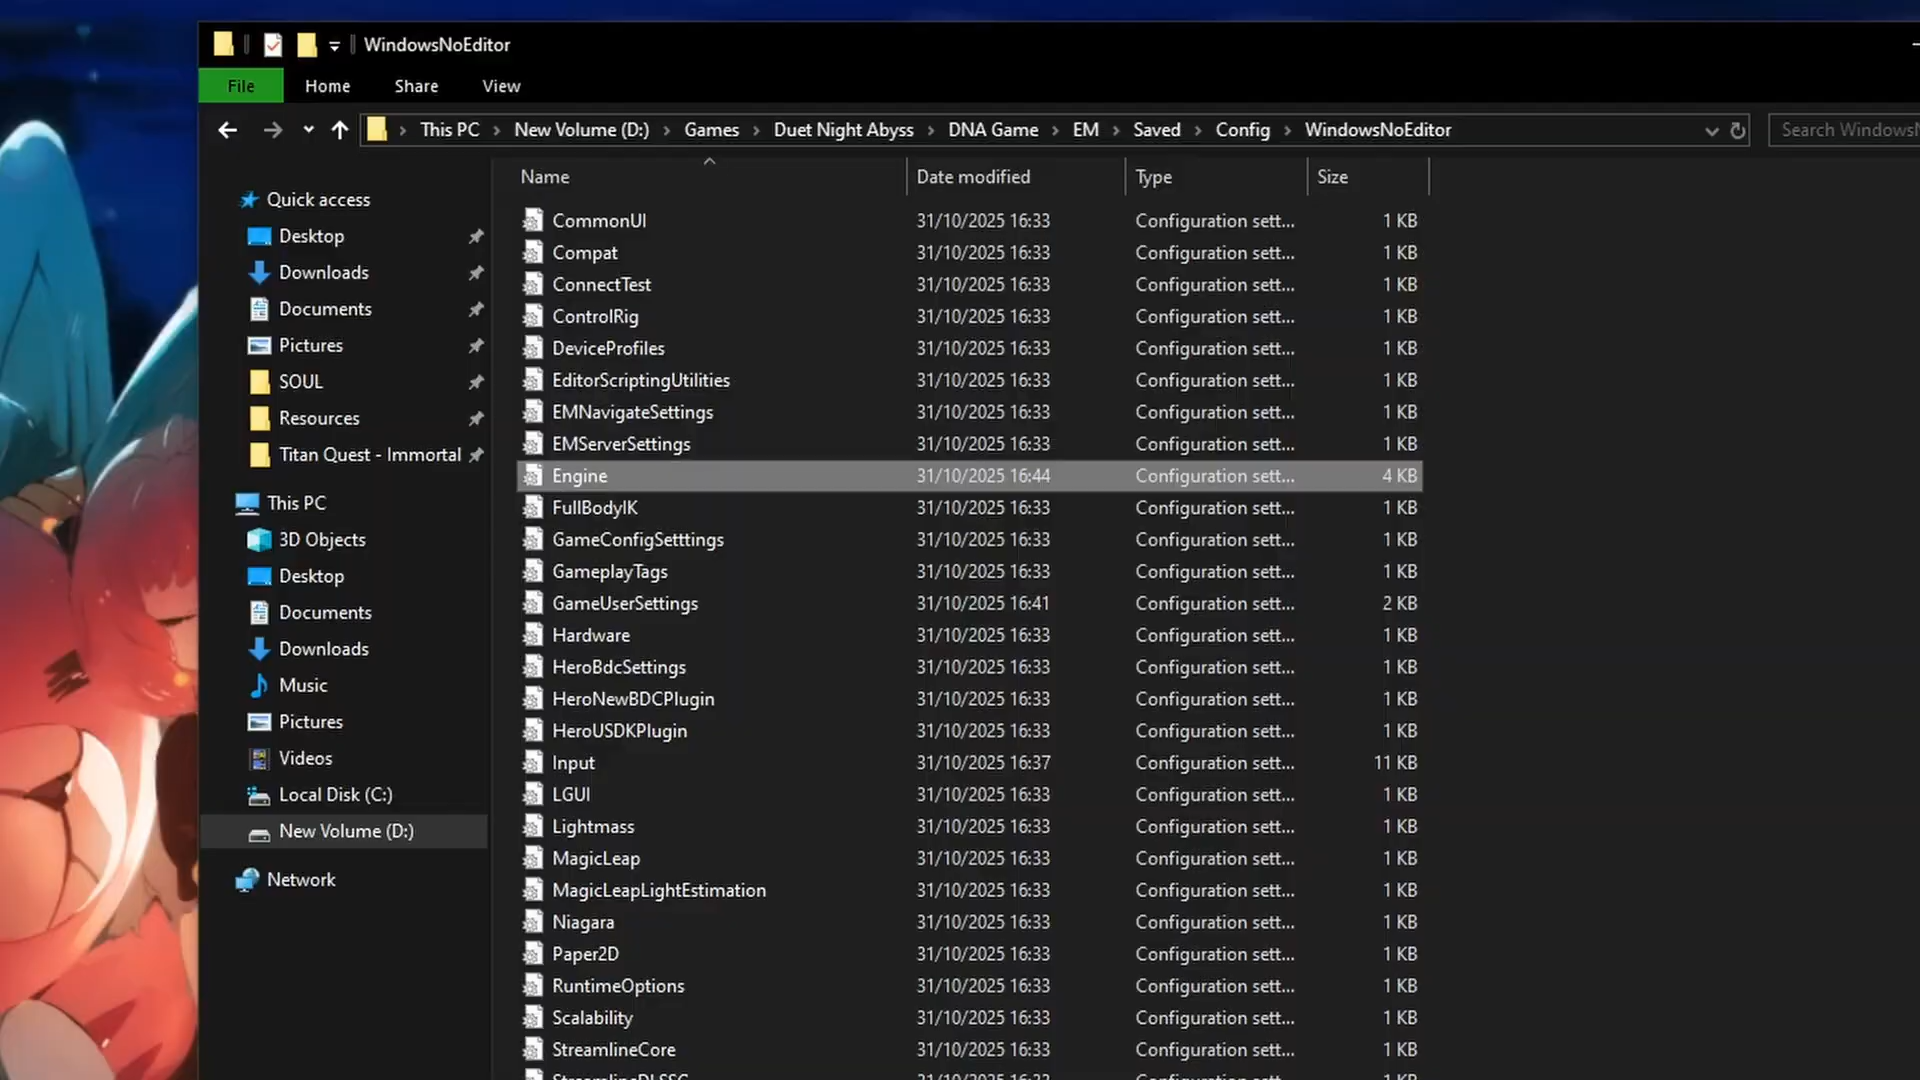 WindowsNoEditor
File Home Share View
This PC New Volume (D:) Games Duet Night Abyss DNA Game EM Saved Config WindowsNoEditor
Search WindowsN
Name Date modified Type Size
Quick access
Desktop
Downloads
Documents
Pictures
SOUL
Resources
Titan Quest - Immortal
This PC
3D Objects
Desktop
Documents
Downloads
Music
Pictures
Videos
Local Disk (C:)
New Volume (D:)
Network
CommonUI 31/10/2025 16:33 Configuration sett... 1 KB
Compat 31/10/2025 16:33 Configuration sett... 1 KB
ConnectTest 31/10/2025 16:33 Configuration sett... 1 KB
ControlRig 31/10/2025 16:33 Configuration sett... 1 KB
DeviceProfiles 31/10/2025 16:33 Configuration sett... 1 KB
EditorScriptingUtilities 31/10/2025 16:33 Configuration sett... 1 KB
EMNavigateSettings 31/10/2025 16:33 Configuration sett... 1 KB
EMServerSettings 31/10/2025 16:33 Configuration sett... 1 KB
Engine 31/10/2025 16:44 Configuration sett... 4 KB
FullBodyIK 31/10/2025 16:33 Configuration sett... 1 KB
GameConfigSetttings 31/10/2025 16:33 Configuration sett... 1 KB
GameplayTags 31/10/2025 16:33 Configuration sett... 1 KB
GameUserSettings 31/10/2025 16:41 Configuration sett... 2 KB
Hardware 31/10/2025 16:33 Configuration sett... 1 KB
HeroBdcSettings 31/10/2025 16:33 Configuration sett... 1 KB
HeroNewBDCPlugin 31/10/2025 16:33 Configuration sett... 1 KB
HeroUSDKPlugin 31/10/2025 16:33 Configuration sett... 1 KB
Input 31/10/2025 16:37 Configuration sett... 11 KB
LGUI 31/10/2025 16:33 Configuration sett... 1 KB
Lightmass 31/10/2025 16:33 Configuration sett... 1 KB
MagicLeap 31/10/2025 16:33 Configuration sett... 1 KB
MagicLeapLightEstimation 31/10/2025 16:33 Configuration sett... 1 KB
Niagara 31/10/2025 16:33 Configuration sett... 1 KB
Paper2D 31/10/2025 16:33 Configuration sett... 1 KB
RuntimeOptions 31/10/2025 16:33 Configuration sett... 1 KB
Scalability 31/10/2025 16:33 Configuration sett... 1 KB
StreamlineCore 31/10/2025 16:33 Configuration sett... 1 KB